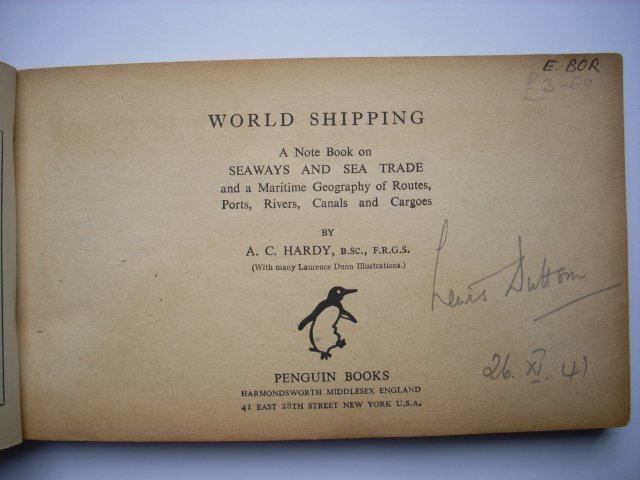 E. BOR
£3-50
WORLD SHIPPING
A Note Book on
SEAWAYS AND SEA TRADE
and a Maritime Geography of Routes,
Ports, Rivers, Canals and Cargoes
BY
A. C. HARDY, B.SC., F.R.G.S.
(With many Laurence Dunn Illustrations.)
Lewis Duttom
26. XI. 41
PENGUIN BOOKS
HARMONDSWORTH MIDDLESEX ENGLAND
41 EAST 28TH STREET NEW YORK U.S.A.